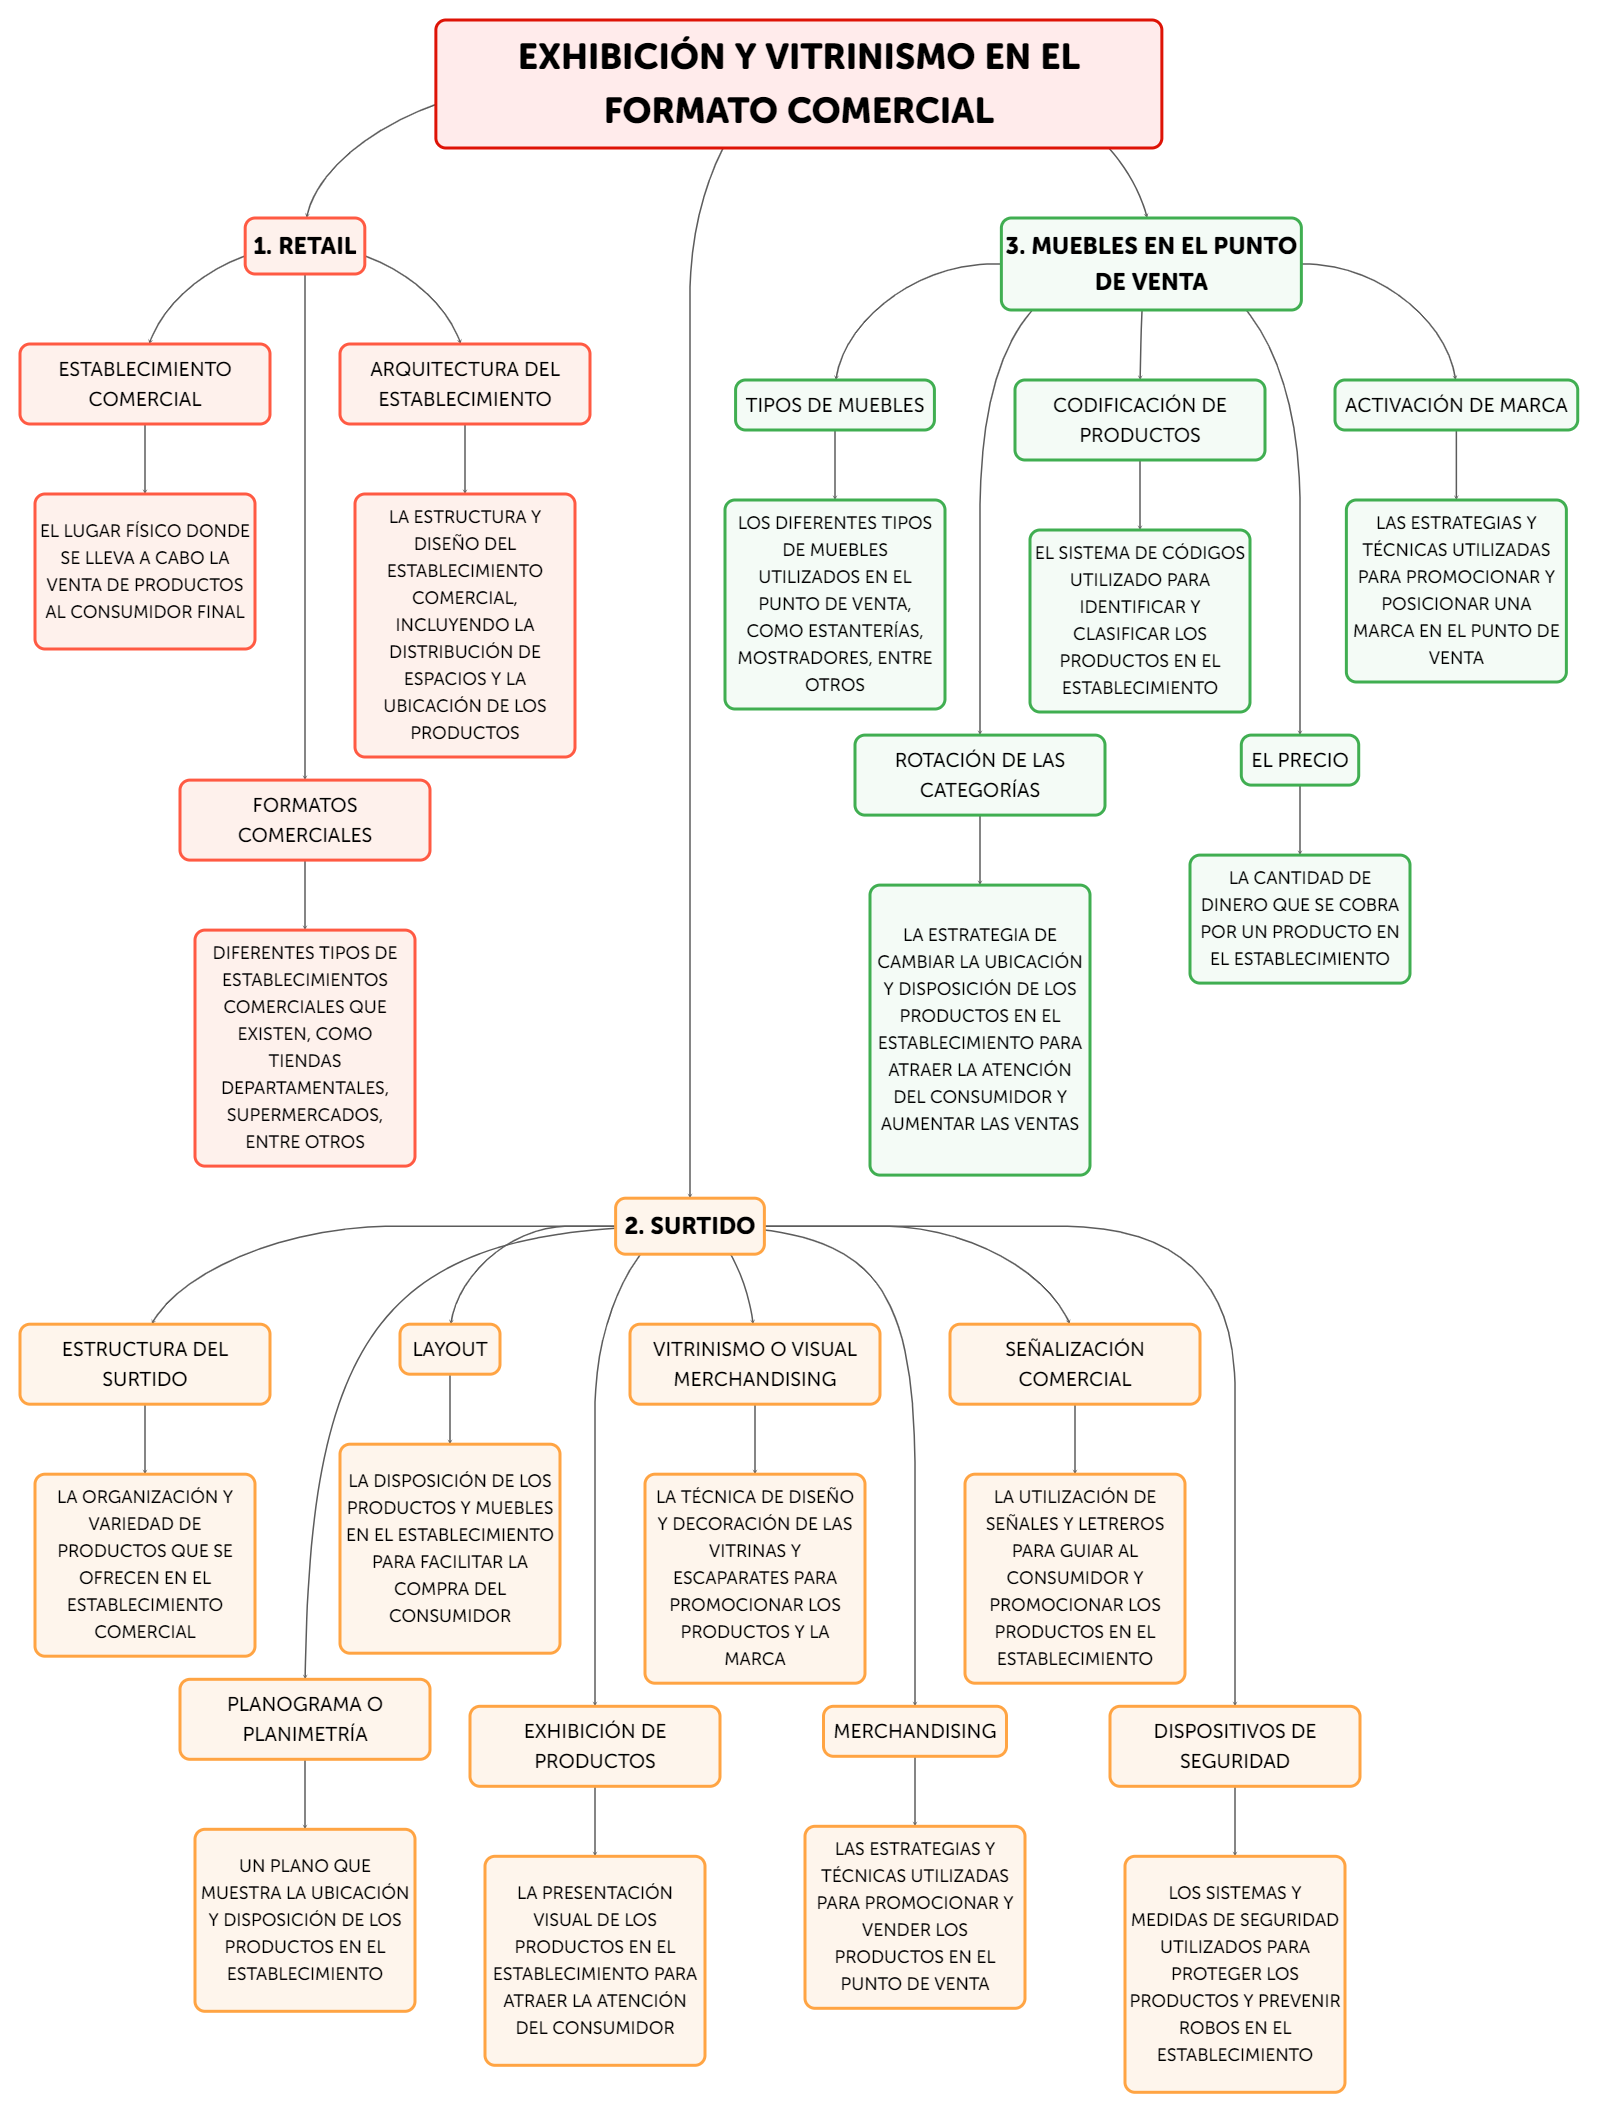 EXHIBICIÓN Y VITRINISMO EN EL
FORMATO COMERCIAL
1. RETAIL
ESTABLECIMIENTO
COMERCIAL
EL LUGAR FÍSICO DONDE
SE LLEVA A CABO LA
VENTA DE PRODUCTOS
AL CONSUMIDOR FINAL
ARQUITECTURA DEL
ESTABLECIMIENTO
LA ESTRUCTURA Y
DISEÑO DEL
ESTABLECIMIENTO
COMERCIAL,
INCLUYENDO LA
DISTRIBUCIÓN DE
ESPACIOS Y LA
UBICACIÓN DE LOS
PRODUCTOS
FORMATOS
COMERCIALES
DIFERENTES TIPOS DE
ESTABLECIMIENTOS
COMERCIALES QUE
EXISTEN, COMO
TIENDAS
DEPARTAMENTALES,
SUPERMERCADOS,
ENTRE OTROS
3. MUEBLES EN EL PUNTO
DE VENTA
TIPOS DE MUEBLES
LOS DIFERENTES TIPOS
DE MUEBLES
UTILIZADOS EN EL
PUNTO DE VENTA,
COMO ESTANTERÍAS,
MOSTRADORES, ENTRE
OTROS
CODIFICACIÓN DE
PRODUCTOS
EL SISTEMA DE CÓDIGOS
UTILIZADO PARA
IDENTIFICAR Y
CLASIFICAR LOS
PRODUCTOS EN EL
ESTABLECIMIENTO
ACTIVACIÓN DE MARCA
LAS ESTRATEGIAS Y
TÉCNICAS UTILIZADAS
PARA PROMOCIONAR Y
POSICIONAR UNA
MARCA EN EL PUNTO DE
VENTA
ROTACIÓN DE LAS
CATEGORÍAS
LA ESTRATEGIA DE
CAMBIAR LA UBICACIÓN
Y DISPOSICIÓN DE LOS
PRODUCTOS EN EL
ESTABLECIMIENTO PARA
ATRAER LA ATENCIÓN
DEL CONSUMIDOR Y
AUMENTAR LAS VENTAS
EL PRECIO
LA CANTIDAD DE
DINERO QUE SE COBRA
POR UN PRODUCTO EN
EL ESTABLECIMIENTO
2. SURTIDO
ESTRUCTURA DEL
SURTIDO
LA ORGANIZACIÓN Y
VARIEDAD DE
PRODUCTOS QUE SE
OFRECEN EN EL
ESTABLECIMIENTO
COMERCIAL
LAYOUT
LA DISPOSICIÓN DE LOS
PRODUCTOS Y MUEBLES
EN EL ESTABLECIMIENTO
PARA FACILITAR LA
COMPRA DEL
CONSUMIDOR
VITRINISMO O VISUAL
MERCHANDISING
LA TÉCNICA DE DISEÑO
Y DECORACIÓN DE LAS
VITRINAS Y
ESCAPARATES PARA
PROMOCIONAR LOS
PRODUCTOS Y LA
MARCA
SEÑALIZACIÓN
COMERCIAL
LA UTILIZACIÓN DE
SEÑALES Y LETREROS
PARA GUIAR AL
CONSUMIDOR Y
PROMOCIONAR LOS
PRODUCTOS EN EL
ESTABLECIMIENTO
PLANOGRAMA O
PLANIMETRÍA
UN PLANO QUE
MUESTRA LA UBICACIÓN
Y DISPOSICIÓN DE LOS
PRODUCTOS EN EL
ESTABLECIMIENTO
EXHIBICIÓN DE
PRODUCTOS
LA PRESENTACIÓN
VISUAL DE LOS
PRODUCTOS EN EL
ESTABLECIMIENTO PARA
ATRAER LA ATENCIÓN
DEL CONSUMIDOR
MERCHANDISING
LAS ESTRATEGIAS Y
TÉCNICAS UTILIZADAS
PARA PROMOCIONAR Y
VENDER LOS
PRODUCTOS EN EL
PUNTO DE VENTA
DISPOSITIVOS DE
SEGURIDAD
LOS SISTEMAS Y
MEDIDAS DE SEGURIDAD
UTILIZADOS PARA
PROTEGER LOS
PRODUCTOS Y PREVENIR
ROBOS EN EL
ESTABLECIMIENTO